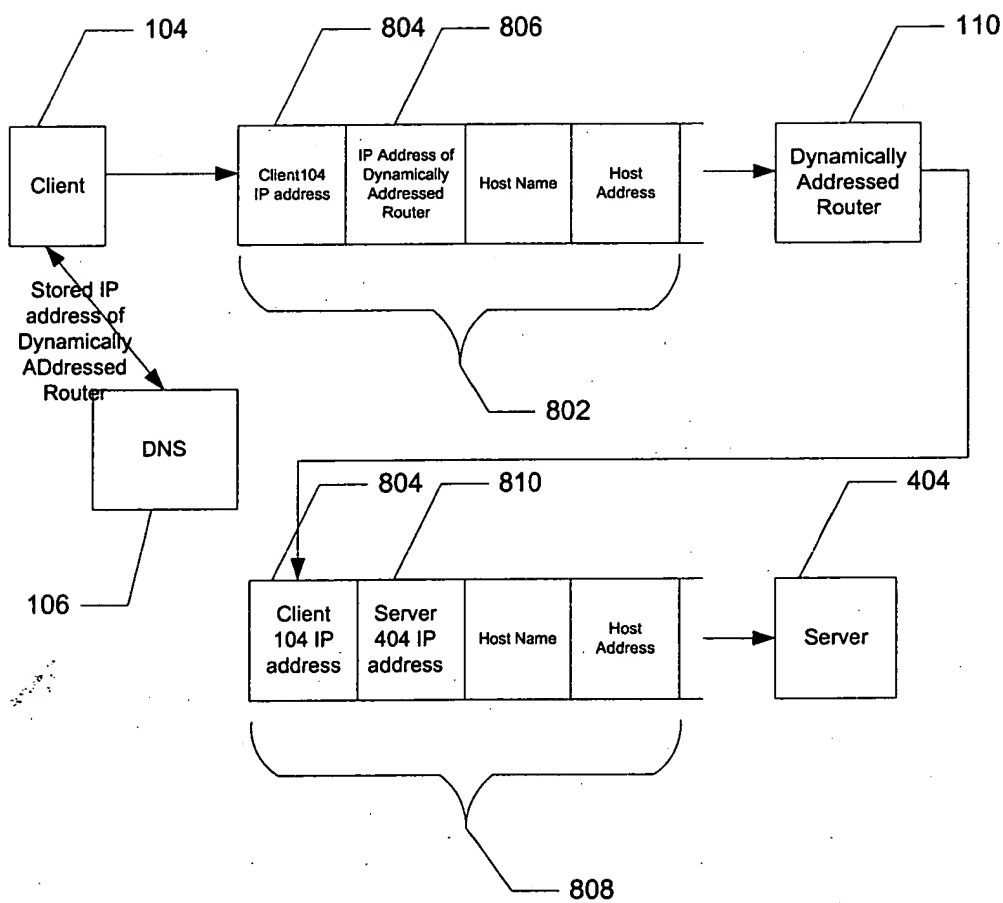 104
804
806
110
Client
Client104
IP address
IP Address of
Dynamically
Addressed
Router
Host Name
Host
Address
Dynamically
Addressed
Router
Stored IP
address of
Dynamically
ADdressed
Router
802
DNS
804
810
404
106
Client
104 IP
address
Server
404 IP
address
Host Name
Host
Address
Server
808